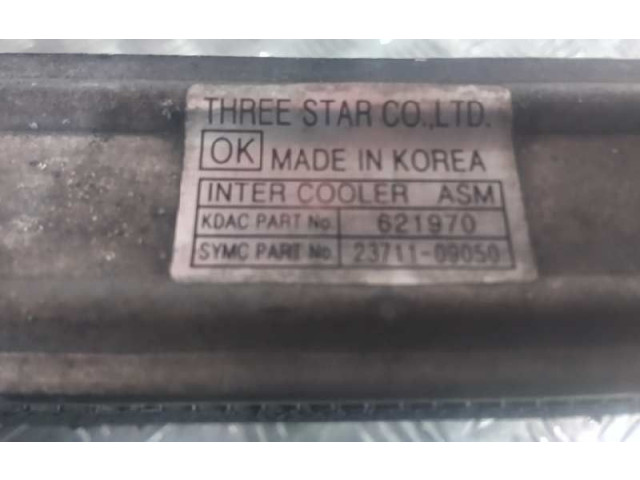 THREE STAR CO.,LTD.
OK MADE IN KOREA
INTER COOLER ASM
KDAC PART No. 621970
SYMC PART No. 23711-09050